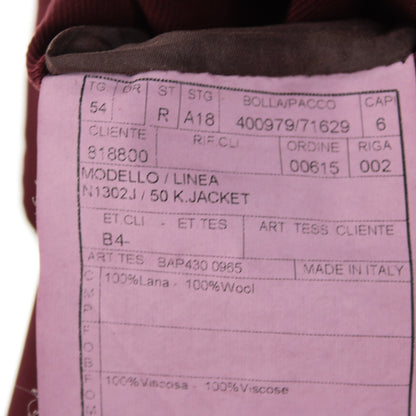 TG DR ST STG BOLLA/PACCO CAPI
54 - R A18 400979/71629 6
CLIENTE RIF.CLI ORDINE RIGA
818800 00615 002
MODELLO / LINEA
N1302J / 50 K.JACKET
ET.CLI - ET TES ART TESS CLIENTE
B4-
ART.TES BAP430 0965 MADE IN ITALY
C 100%Lana - 100%Wool
M
P
F
O
B
F 100%Viscosa - 100%Viscose
O